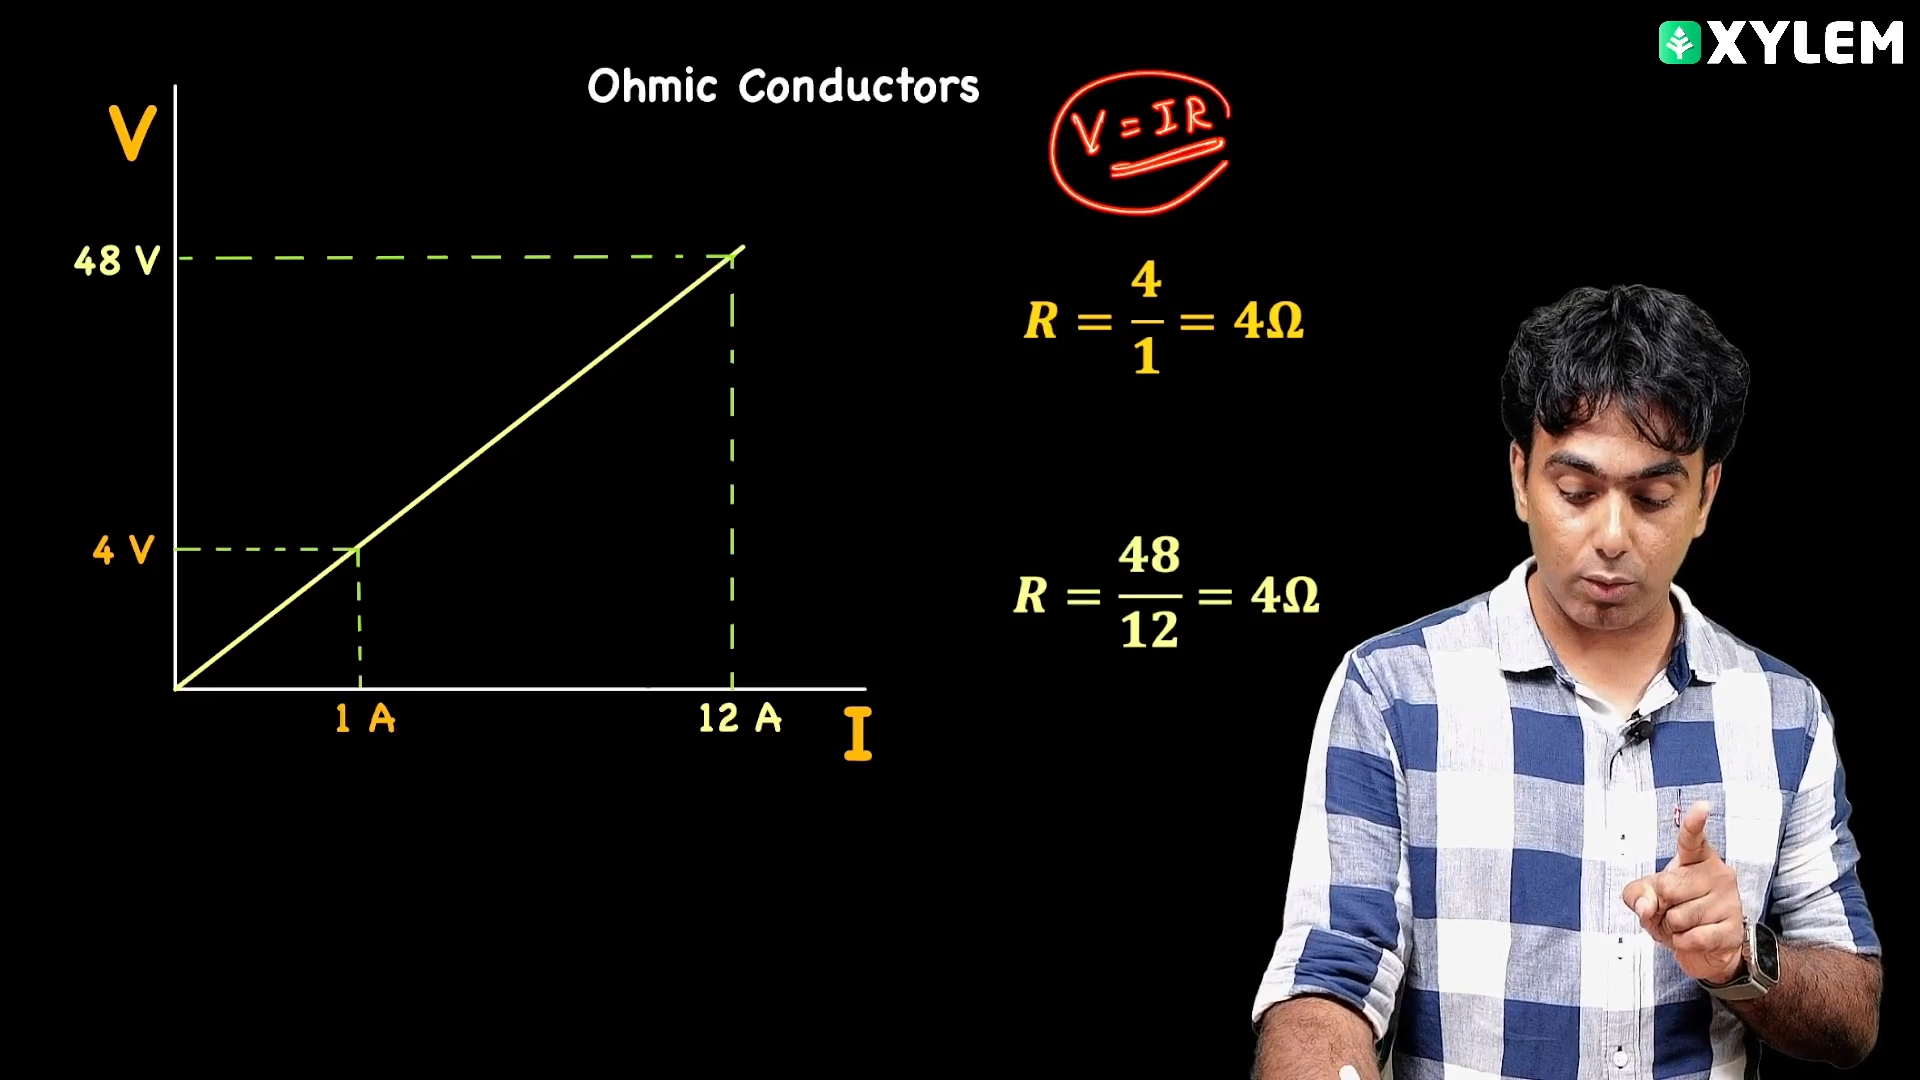 XYLEM
Ohmic Conductors
V = IR
V
48 V
4 V
1 A
12 A
I
R = 4/1 = 4Ω
R = 48/12 = 4Ω